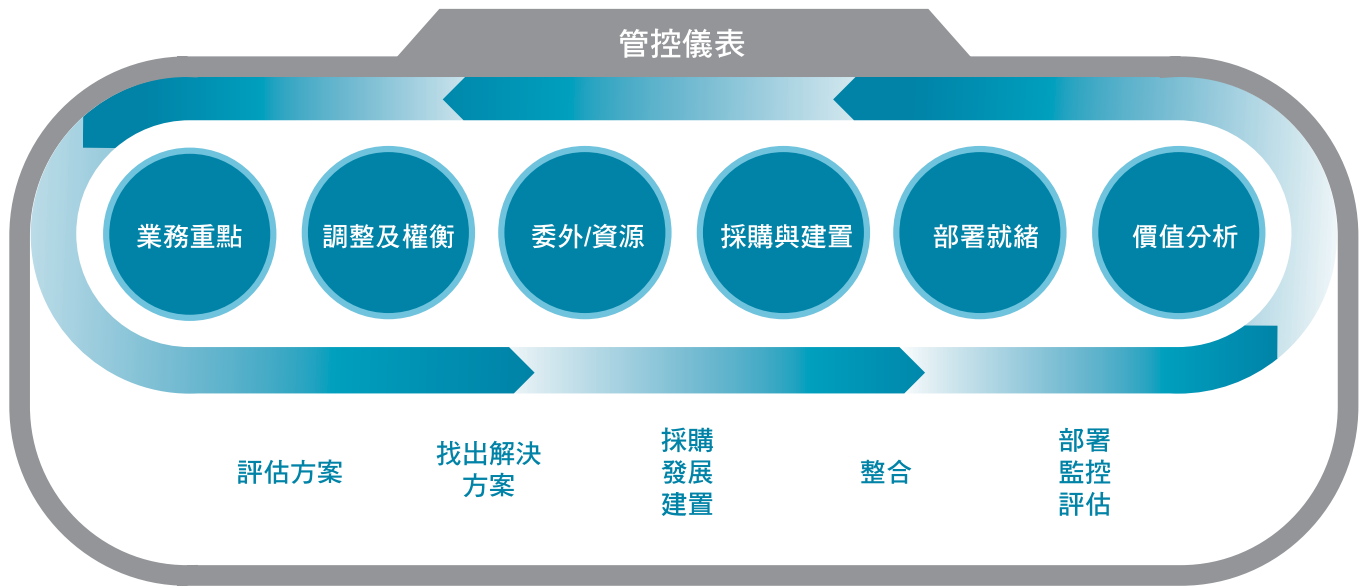 管控儀表
業務重點
調整及權衡
委外/資源
採購與建置
部署就緒
價值分析
評估方案
找出解決
方案
採購
發展
建置
整合
部署
監控
評估